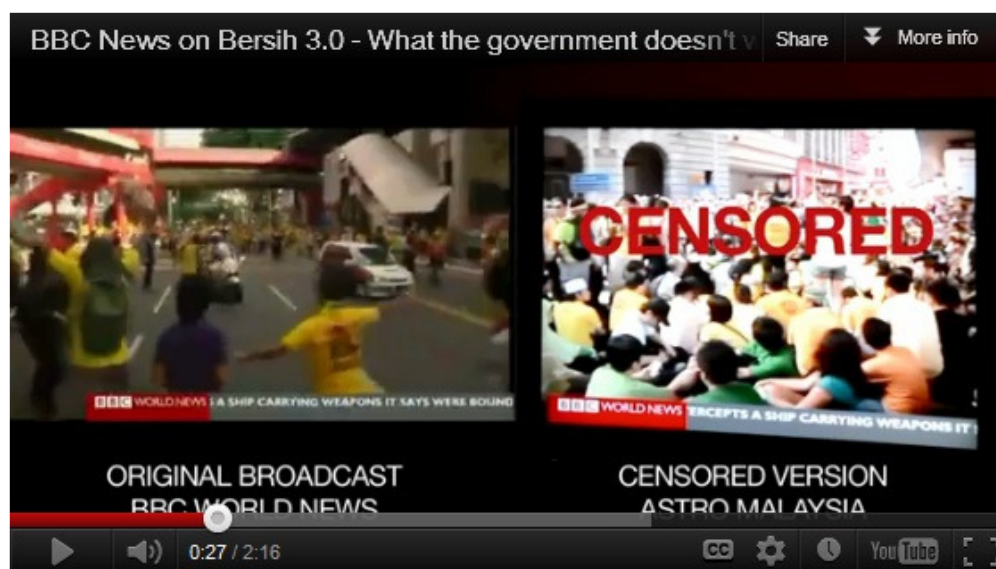 BBC News on Bersih 3.0 - What the government doesn't
Share
More info
CENSORED
BBC WORLD NEWS A SHIP CARRYING WEAPONS IT SAYS WERE BOUND
BBC WORLD NEWS ERCEPTS A SHIP CARRYING WEAPONS IT
ORIGINAL BROADCAST
BBC WORLD NEWS
CENSORED VERSION
ASTRO MALAYSIA
0:27 / 2:16
CC
YouTube